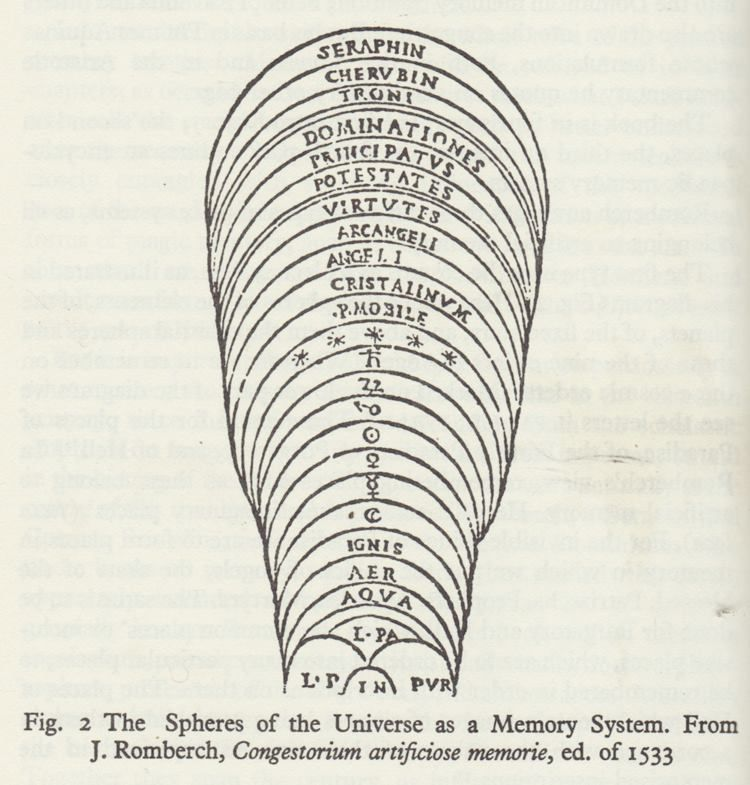 SERAPHIN
CHERVBIN
TRONI
DOMINATIONES
PRINCIPATVS
POTESTATES
VIRTVTES
ARCANGELI
ANGELI
CRISTALINVM
P.MOBILE
♄
♃
♂
☉
♀
☿
☾
IGNIS
AER
AQVA
L·PA
L·P IN PVR
Fig. 2 The Spheres of the Universe as a Memory System. From
J. Romberch, Congestorium artificiose memorie, ed. of 1533